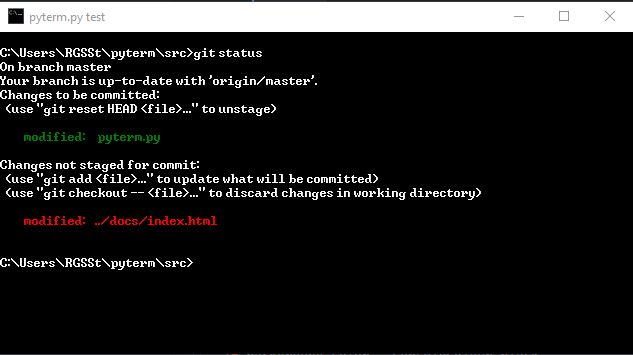 pyterm.py test
C:\Users\RGSSt\pyterm\src>git status
On branch master
Your branch is up-to-date with 'origin/master'.
Changes to be committed:
(use "git reset HEAD <file>..." to unstage)
modified: pyterm.py
Changes not staged for commit:
(use "git add <file>..." to update what will be committed)
(use "git checkout -- <file>..." to discard changes in working directory)
modified: ../docs/index.html
C:\Users\RGSSt\pyterm\src>